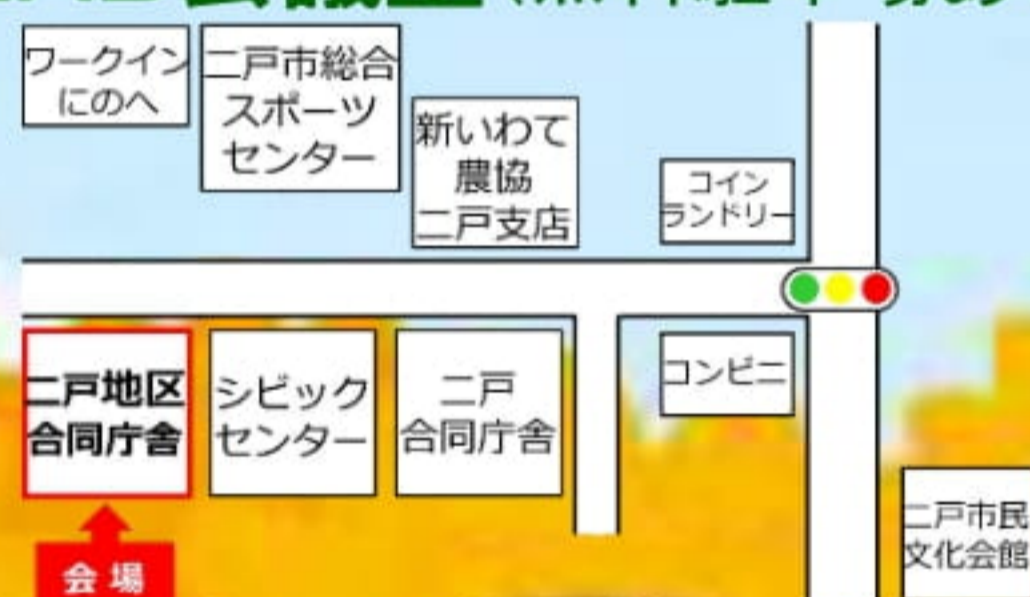 ワークイン
にのへ
二戸市総合
スポーツ
センター
新いわて
農協
二戸支店
コイン
ランドリー
二戸地区
合同庁舎
シビック
センター
二戸
合同庁舎
コンビニ
二戸市民
文化会館
会場